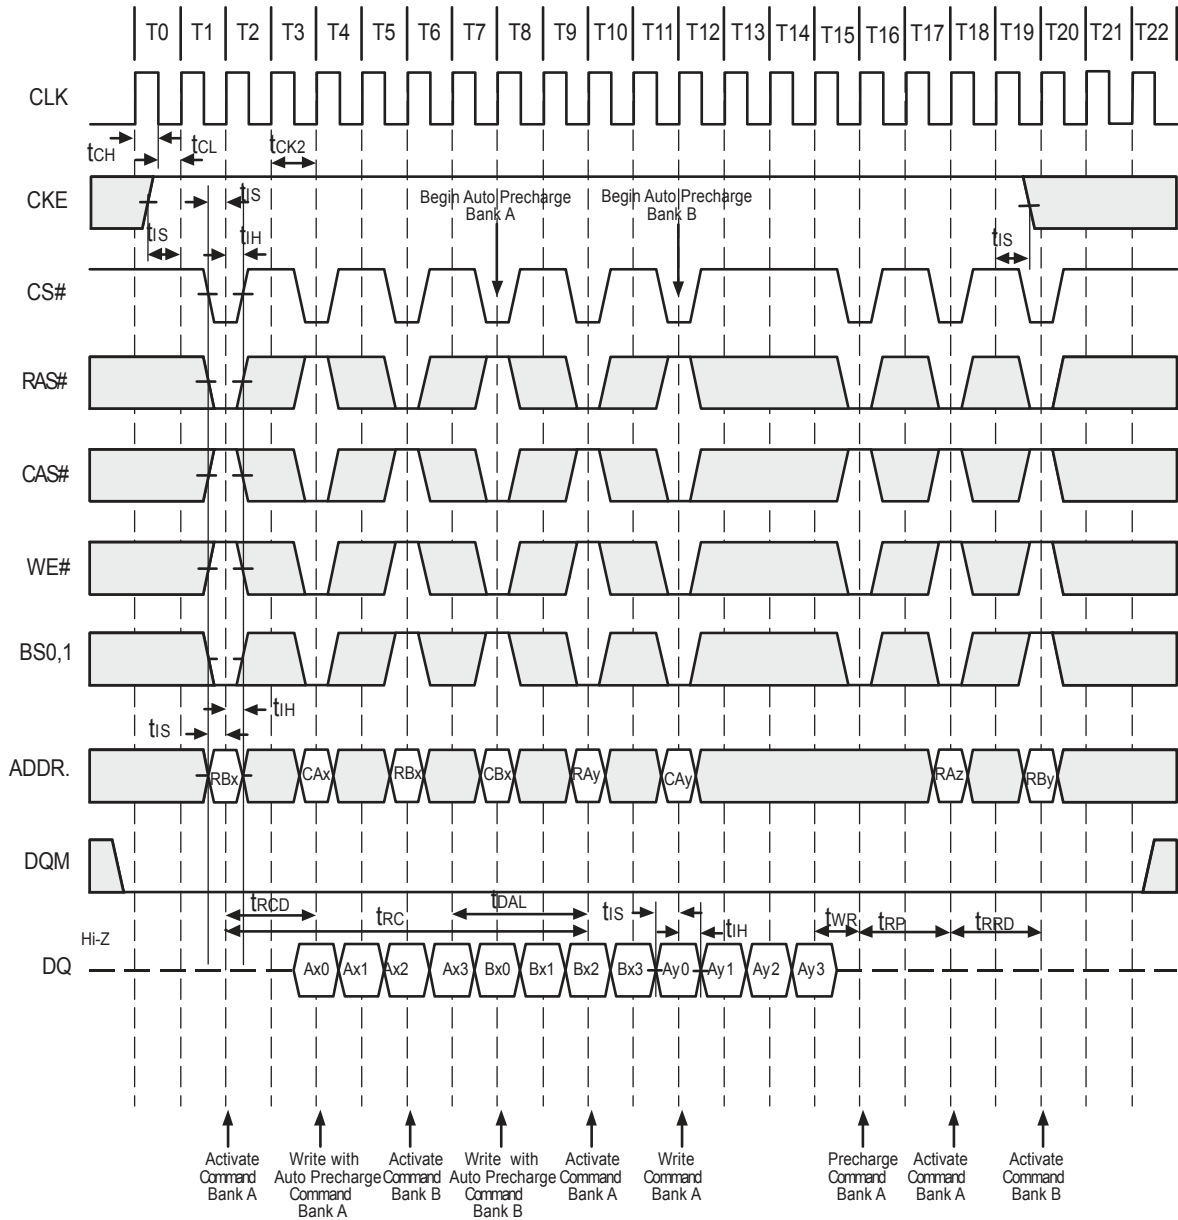 T0 T1 T2 T3 T4 T5 T6 T7 T8 T9 T10 T11 T12 T13 T14 T15 T16 T17 T18 T19 T20 T21 T22
CLK
tCH tCL tCK2
CKE
tIS
Begin Auto Precharge
Bank A
Begin Auto Precharge
Bank B
tIS tIH tIS
CS#
RAS#
CAS#
WE#
BS0,1
tIS tIH
ADDR.
RBx CAx RBx CBx RAy CAy RAz RBy
DQM
tRCD tRC tDAL tIS tIH tWR tRP tRRD
Hi-Z
DQ
Ax0 Ax1 Ax2 Ax3 Bx0 Bx1 Bx2 Bx3 Ay0 Ay1 Ay2 Ay3
Activate
Command
Bank A
Write with
Auto Precharge
Command
Bank A
Activate
Command
Bank B
Write with
Auto Precharge
Command
Bank B
Activate
Command
Bank A
Write
Command
Bank A
Precharge
Command
Bank A
Activate
Command
Bank A
Activate
Command
Bank B